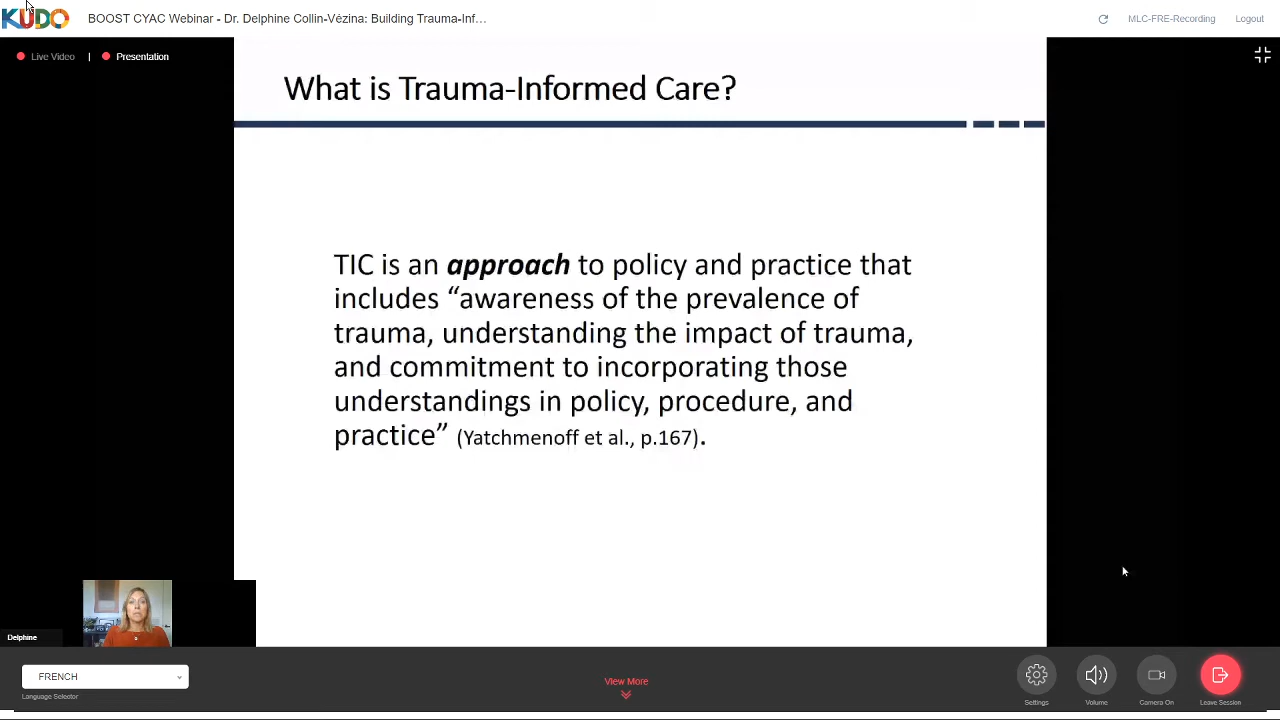 KUDO
BOOST CYAC Webinar - Dr. Delphine Collin-Vézina: Building Trauma-Inf...
MLC-FRE-Recording
Logout
Live Video | Presentation
What is Trauma-Informed Care?
TIC is an approach to policy and practice that
includes “awareness of the prevalence of
trauma, understanding the impact of trauma,
and commitment to incorporating those
understandings in policy, procedure, and
practice” (Yatchmenoff et al., p.167).
Delphine
FRENCH
Language Selector
View More
Settings
Volume
Camera On
Leave Session